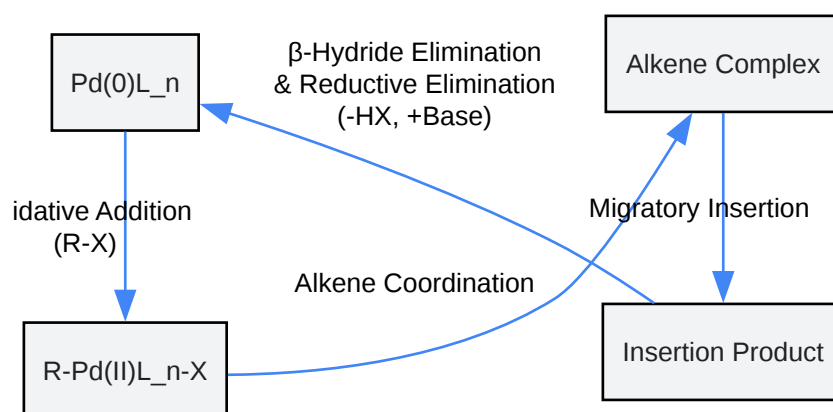 Pd(0)L_n
β-Hydride Elimination
& Reductive Elimination
(-HX, +Base)
Alkene Complex
idative Addition
(R-X)
Migratory Insertion
Alkene Coordination
R-Pd(II)L_n-X
Insertion Product